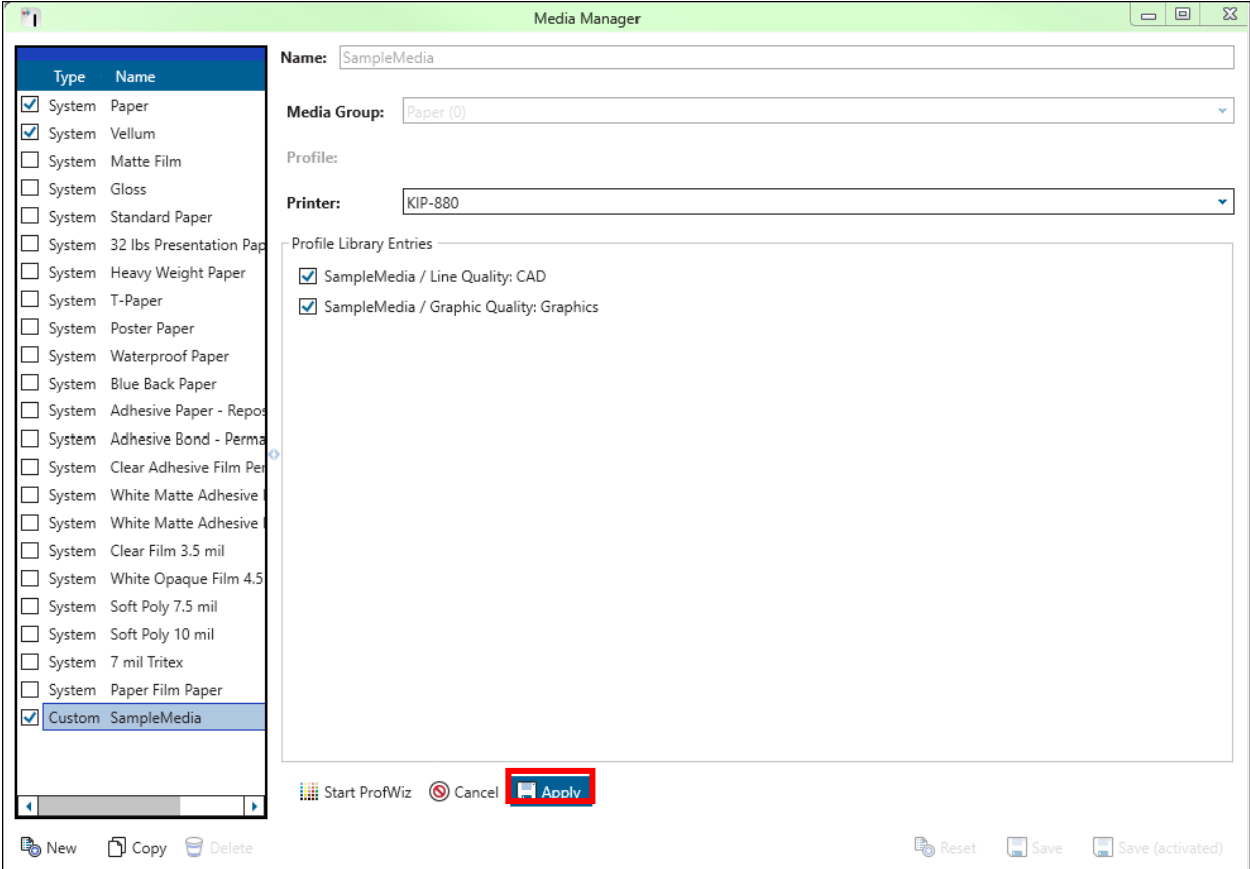 Media Manager
Name: SampleMedia
Type Name
System Paper
System Vellum
System Matte Film
System Gloss
System Standard Paper
System 32 lbs Presentation Pap
System Heavy Weight Paper
System T-Paper
System Poster Paper
System Waterproof Paper
System Blue Back Paper
System Adhesive Paper - Repos
System Adhesive Bond - Perma
System Clear Adhesive Film Per
System White Matte Adhesive
System White Matte Adhesive
System Clear Film 3.5 mil
System White Opaque Film 4.5
System Soft Poly 7.5 mil
System Soft Poly 10 mil
System 7 mil Tritex
System Paper Film Paper
Custom SampleMedia
Media Group: Paper (0)
Profile:
Printer: KIP-880
Profile Library Entries
SampleMedia / Line Quality: CAD
SampleMedia / Graphic Quality: Graphics
Start ProfWiz Cancel Apply
New Copy Delete Reset Save Save (activated)